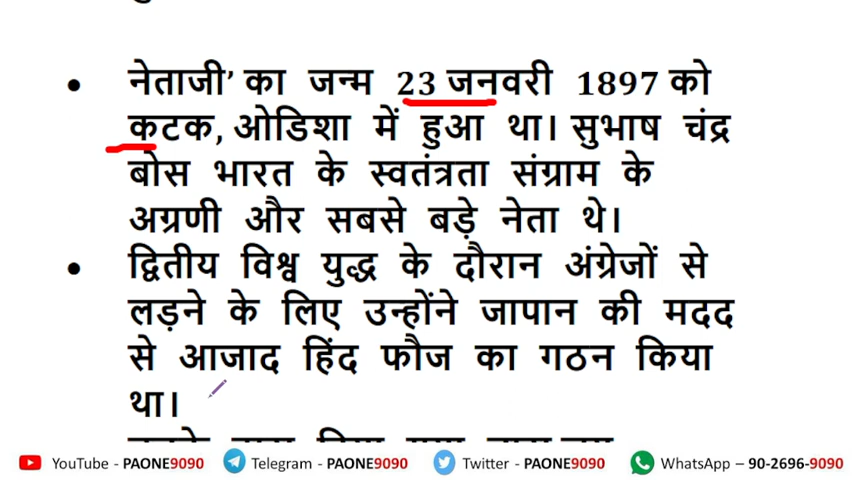 • नेताजी' का जन्म 23 जनवरी 1897 को
कटक, ओडिशा में हुआ था। सुभाष चंद्र
बोस भारत के स्वतंत्रता संग्राम के
अग्रणी और सबसे बड़े नेता थे।
• द्वितीय विश्व युद्ध के दौरान अंग्रेजों से
लड़ने के लिए उन्होंने जापान की मदद
से आजाद हिंद फौज का गठन किया
था।
YouTube - PAONE9090 Telegram - PAONE9090 Twitter - PAONE9090 WhatsApp – 90-2696-9090